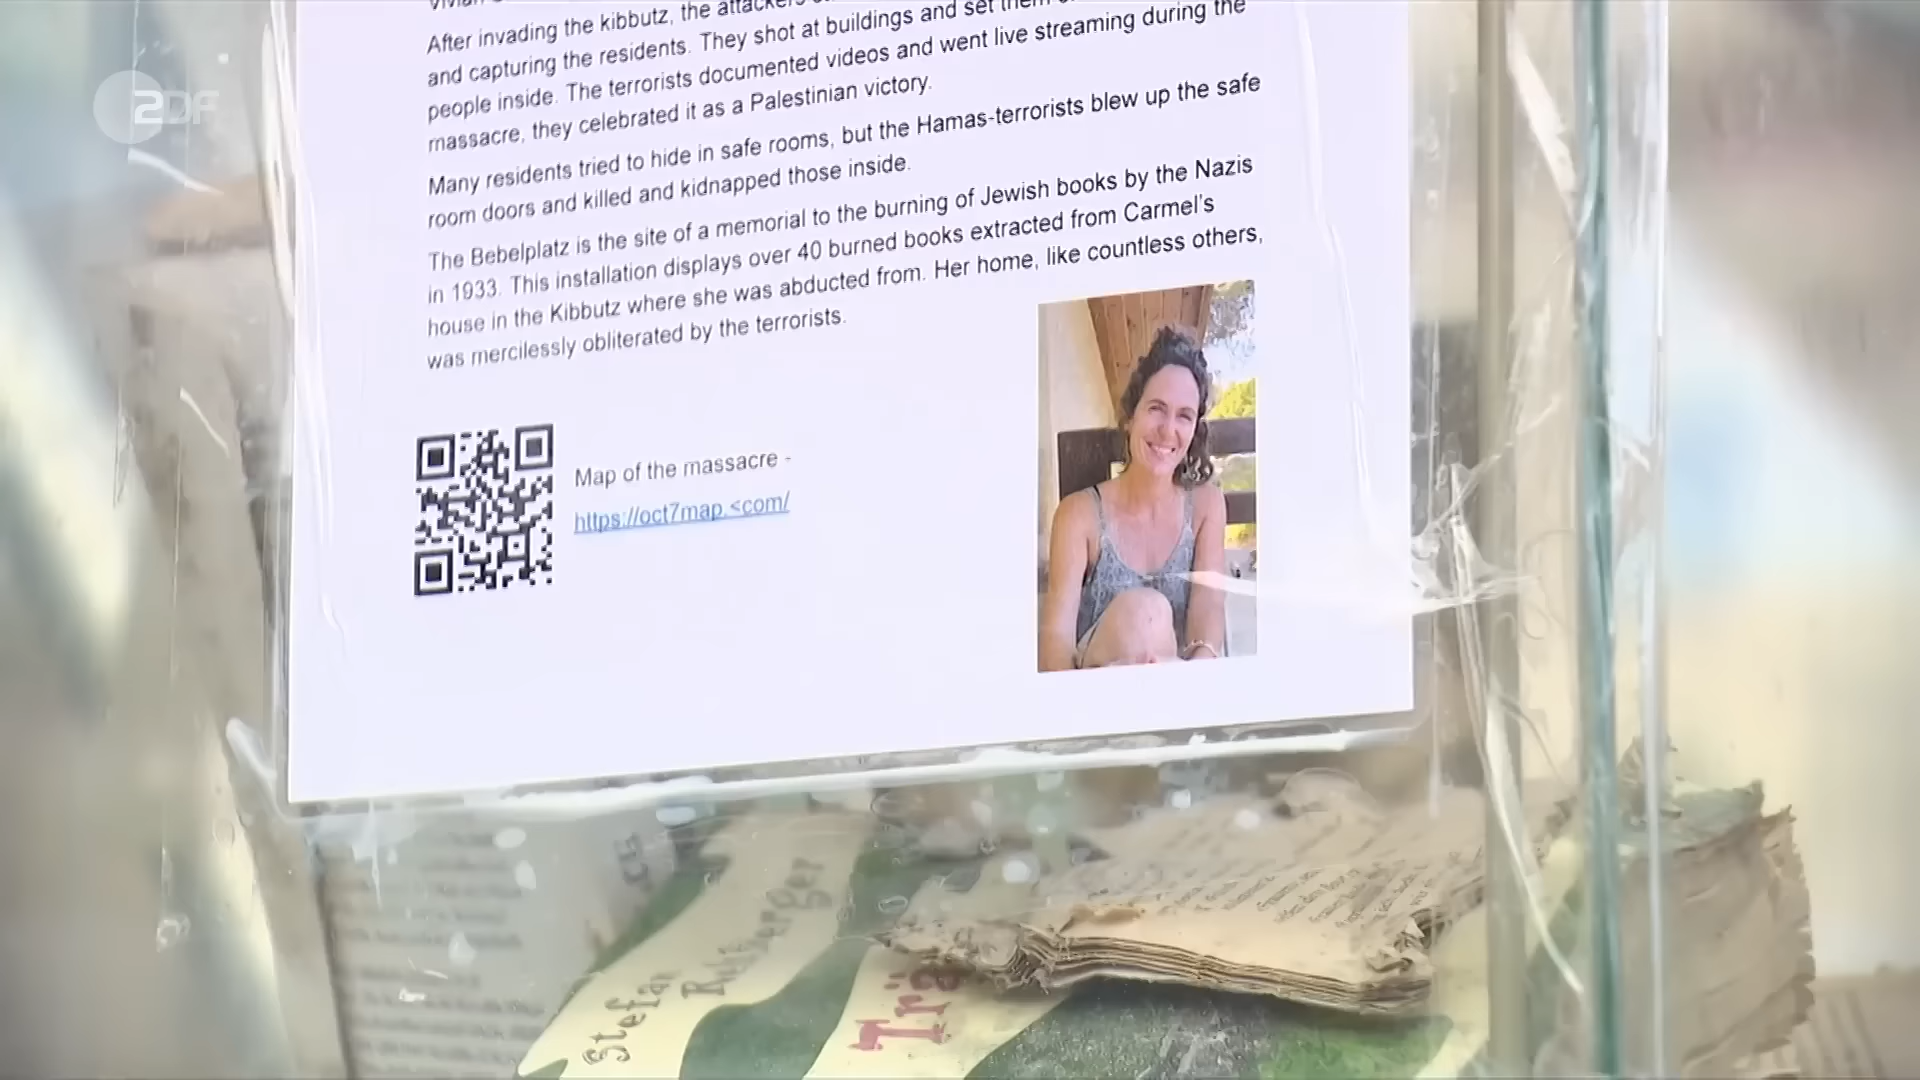 After invading the kibbutz, the
and capturing the residents. They shot at buildings and set
people inside. The terrorists documented videos and went live streaming during the
massacre, they celebrated it as a Palestinian victory.
Many residents tried to hide in safe rooms, but the Hamas-terrorists blew up the safe
room doors and killed and kidnapped those inside.
The Bebelplatz is the site of a memorial to the burning of Jewish books by the Nazis
in 1933. This installation displays over 40 burned books extracted from Carmel's
house in the Kibbutz where she was abducted from. Her home, like countless others,
was mercilessly obliterated by the terrorists.
Map of the massacre -
https://oct7map.<com/
ZDF
Stefan